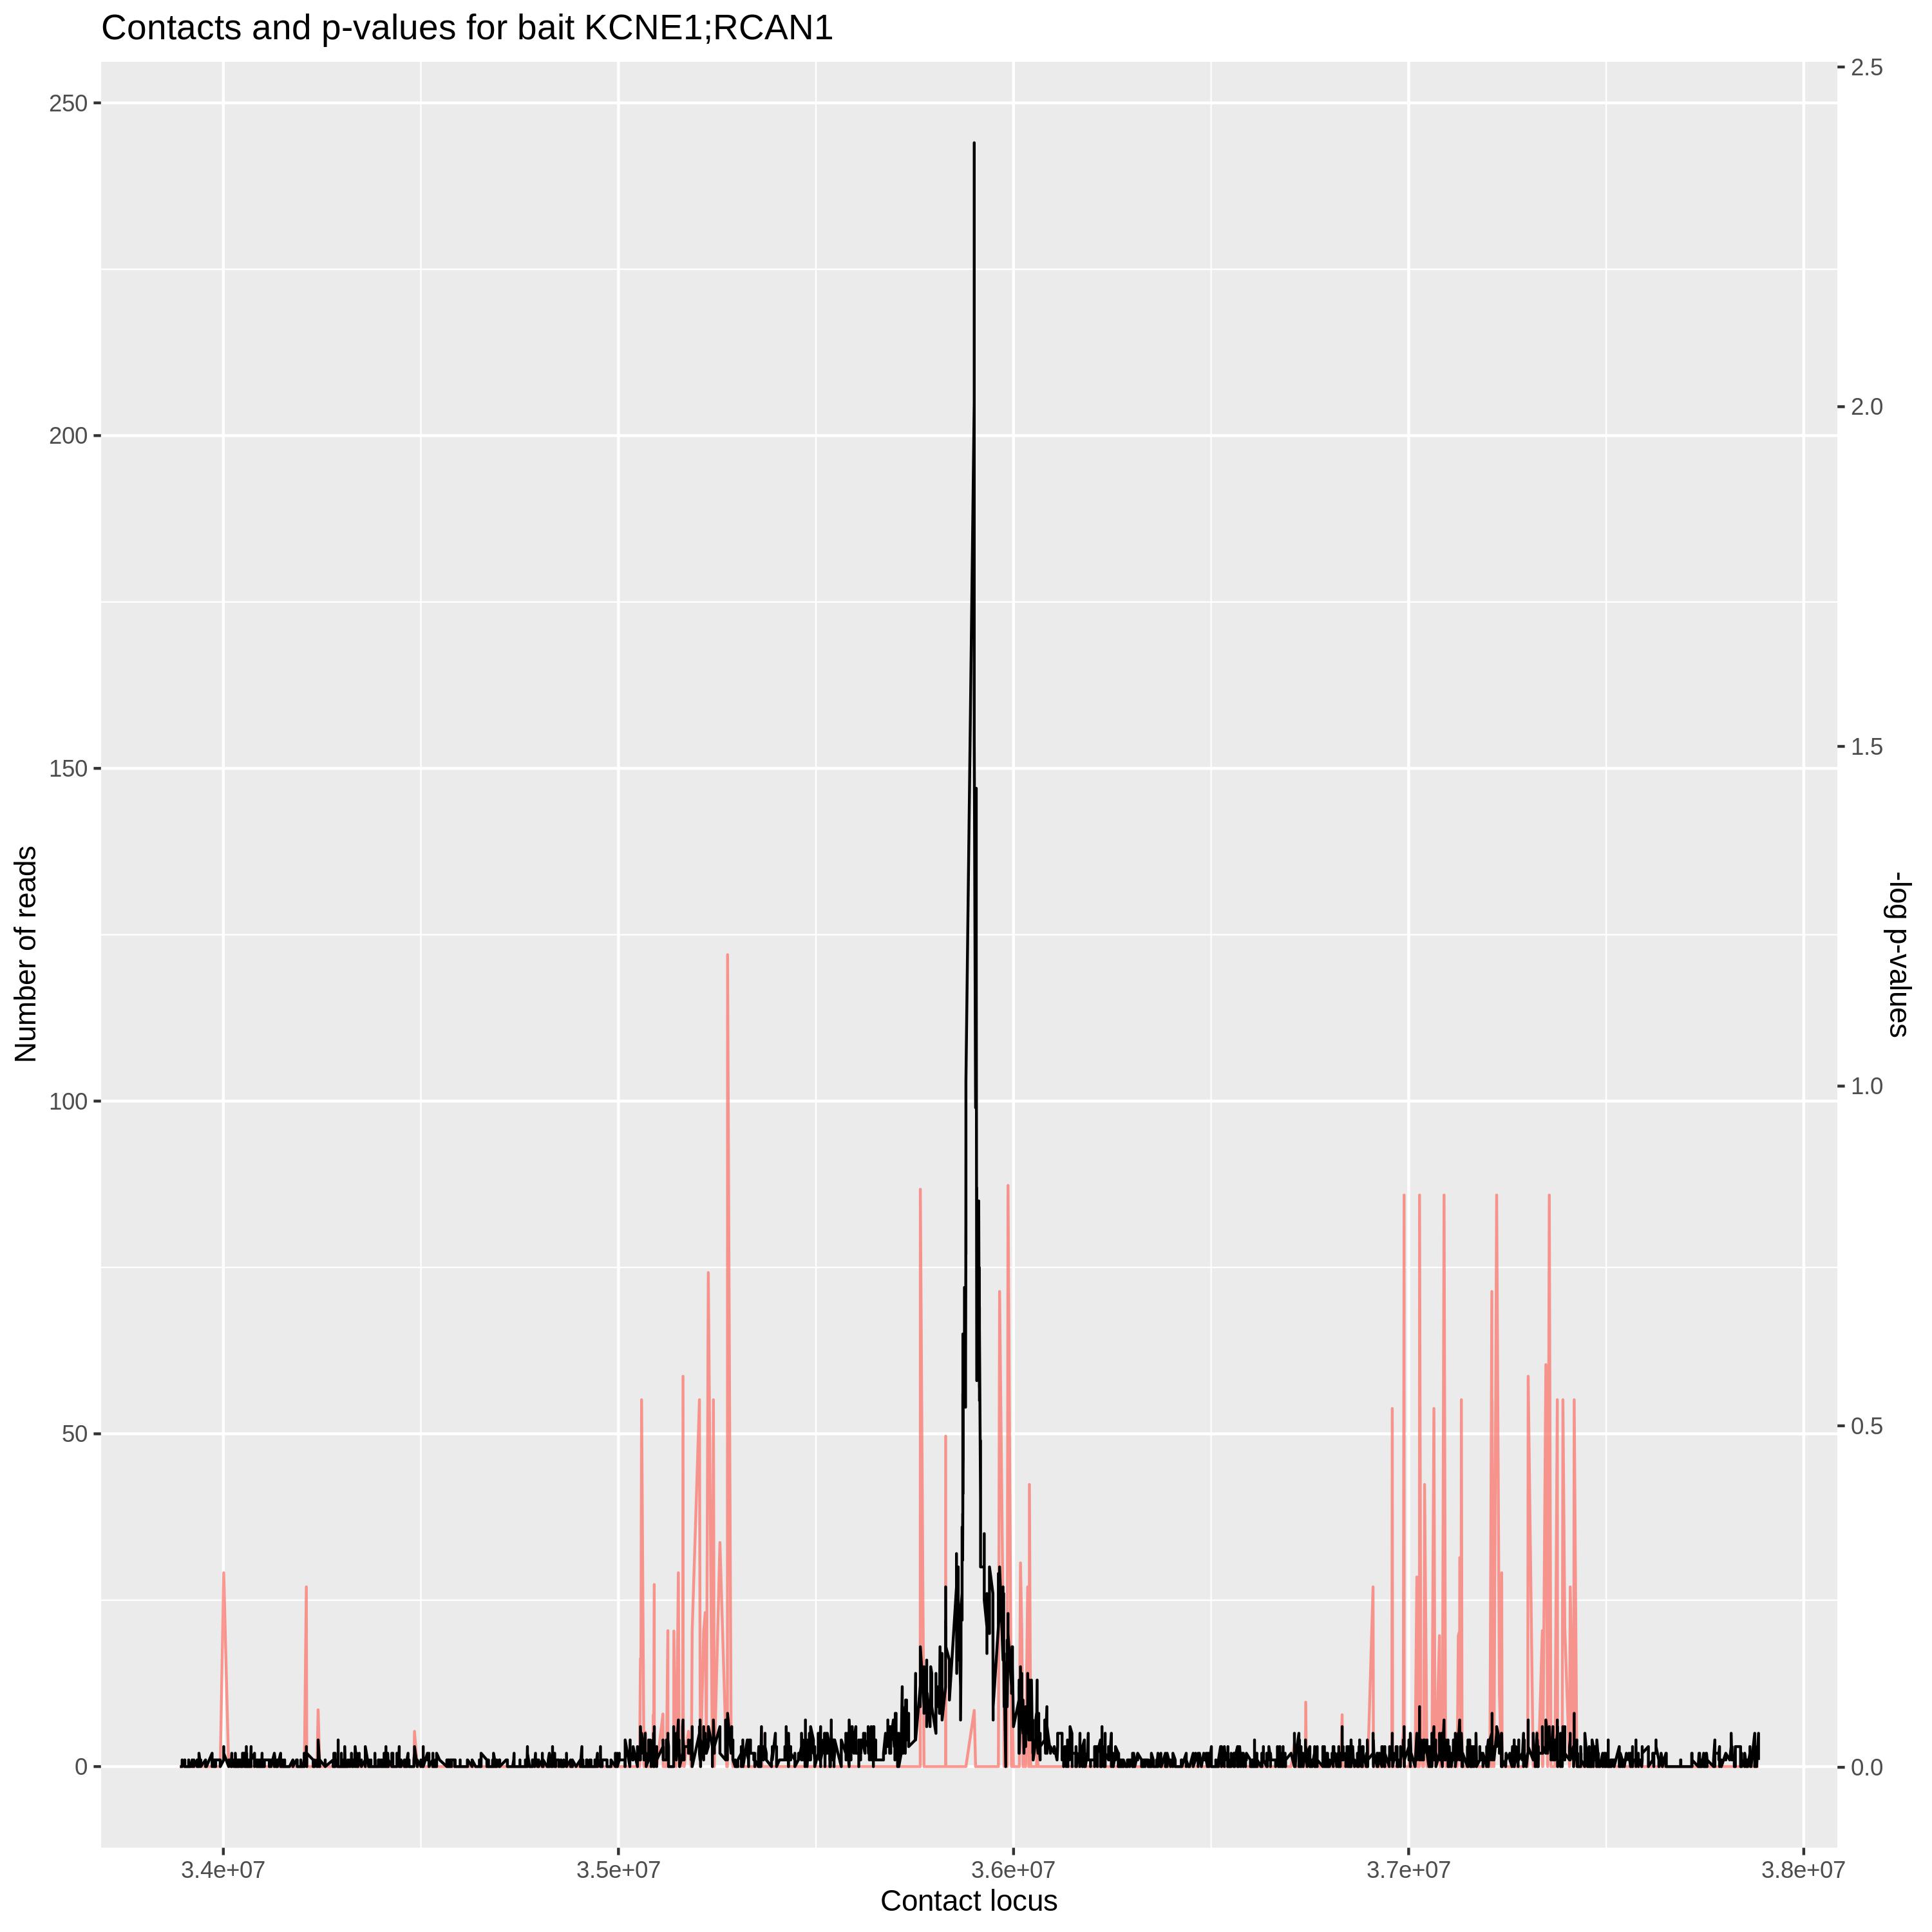 Contacts and p-values for bait KCNE1;RCAN1
250
200
150
100
50
0
Number of reads
2.5
2.0
1.5
1.0
0.5
0.0
-log p-values
3.4e+07 3.5e+07 3.6e+07 3.7e+07 3.8e+07
Contact locus